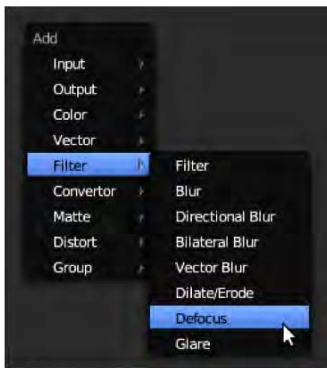 Add
Input
Output
Color
Vector
Filter
Convertor
Matte
Distort
Group
Filter
Blur
Directional Blur
Bilateral Blur
Vector Blur
Dilate/Erode
Defocus
Glare